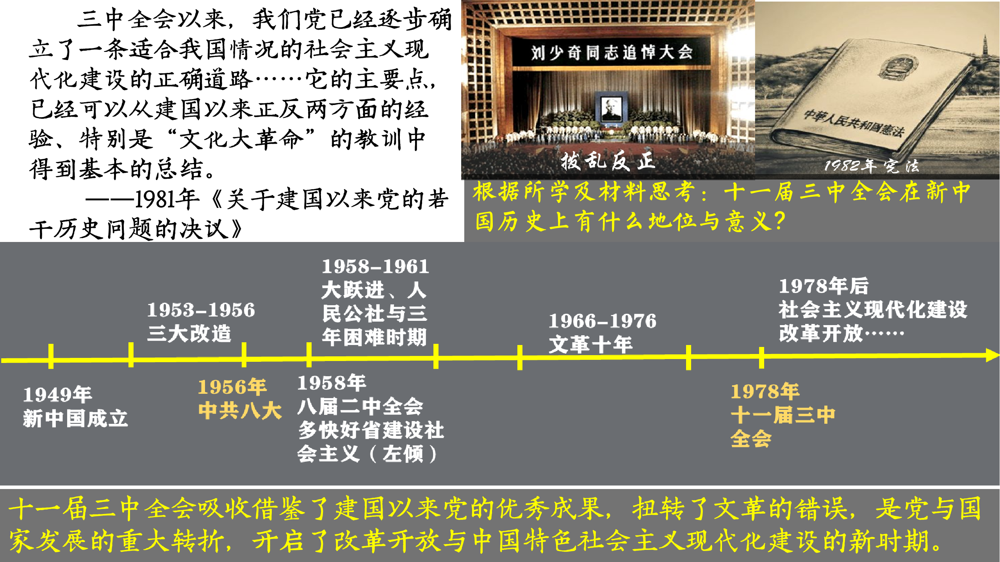 三中全会以来，我们党已经逐步确
立了一条适合我国情况的社会主义现
代化建设的正确道路……它的主要点，
已经可以从建国以来正反两方面的经
验、特别是“文化大革命”的教训中
得到基本的总结。
——1981年《关于建国以来党的若
干历史问题的决议》
刘少奇同志追悼大会
拨乱反正
中華人民共和國憲法
1982年宪法
根据所学及材料思考：十一届三中全会在新中
国历史上有什么地位与意义？
1949年
新中国成立
1953-1956
三大改造
1956年
中共八大
1958-1961
大跃进、人
民公社与三
年困难时期
1958年
八届二中全会
多快好省建设社
会主义（左倾）
1966-1976
文革十年
1978年
十一届三中
全会
1978年后
社会主义现代化建设
改革开放……
十一届三中全会吸收借鉴了建国以来党的优秀成果，扭转了文革的错误，是党与国
家发展的重大转折，开启了改革开放与中国特色社会主义现代化建设的新时期。